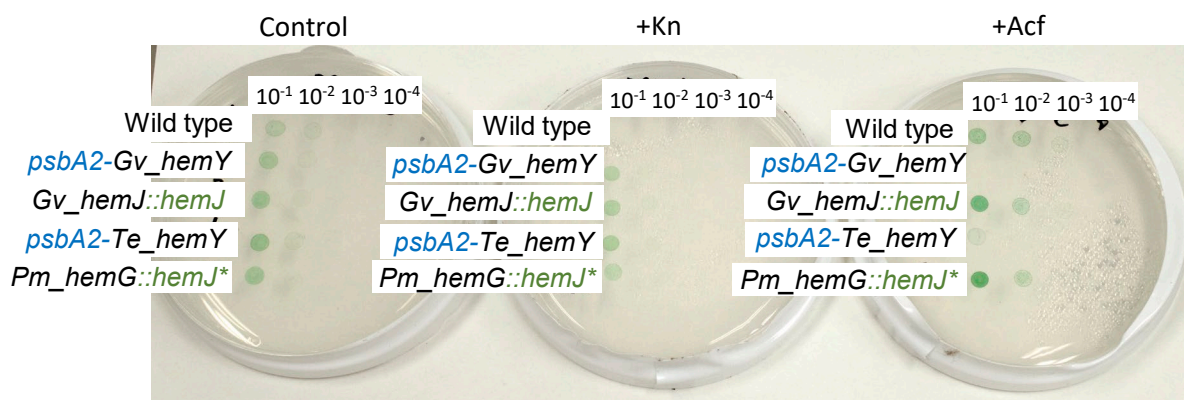 Control
+Kn
+Acf
10-1 10-2 10-3 10-4
10-1 10-2 10-3 10-4
10-1 10-2 10-3 10-4
Wild type
psbA2-Gv_hemY
Gv_hemJ::hemJ
psbA2-Te_hemY
Pm_hemG::hemJ*
Wild type
psbA2-Gv_hemY
Gv_hemJ::hemJ
psbA2-Te_hemY
Pm_hemG::hemJ*
Wild type
psbA2-Gv_hemY
Gv_hemJ::hemJ
psbA2-Te_hemY
Pm_hemG::hemJ*